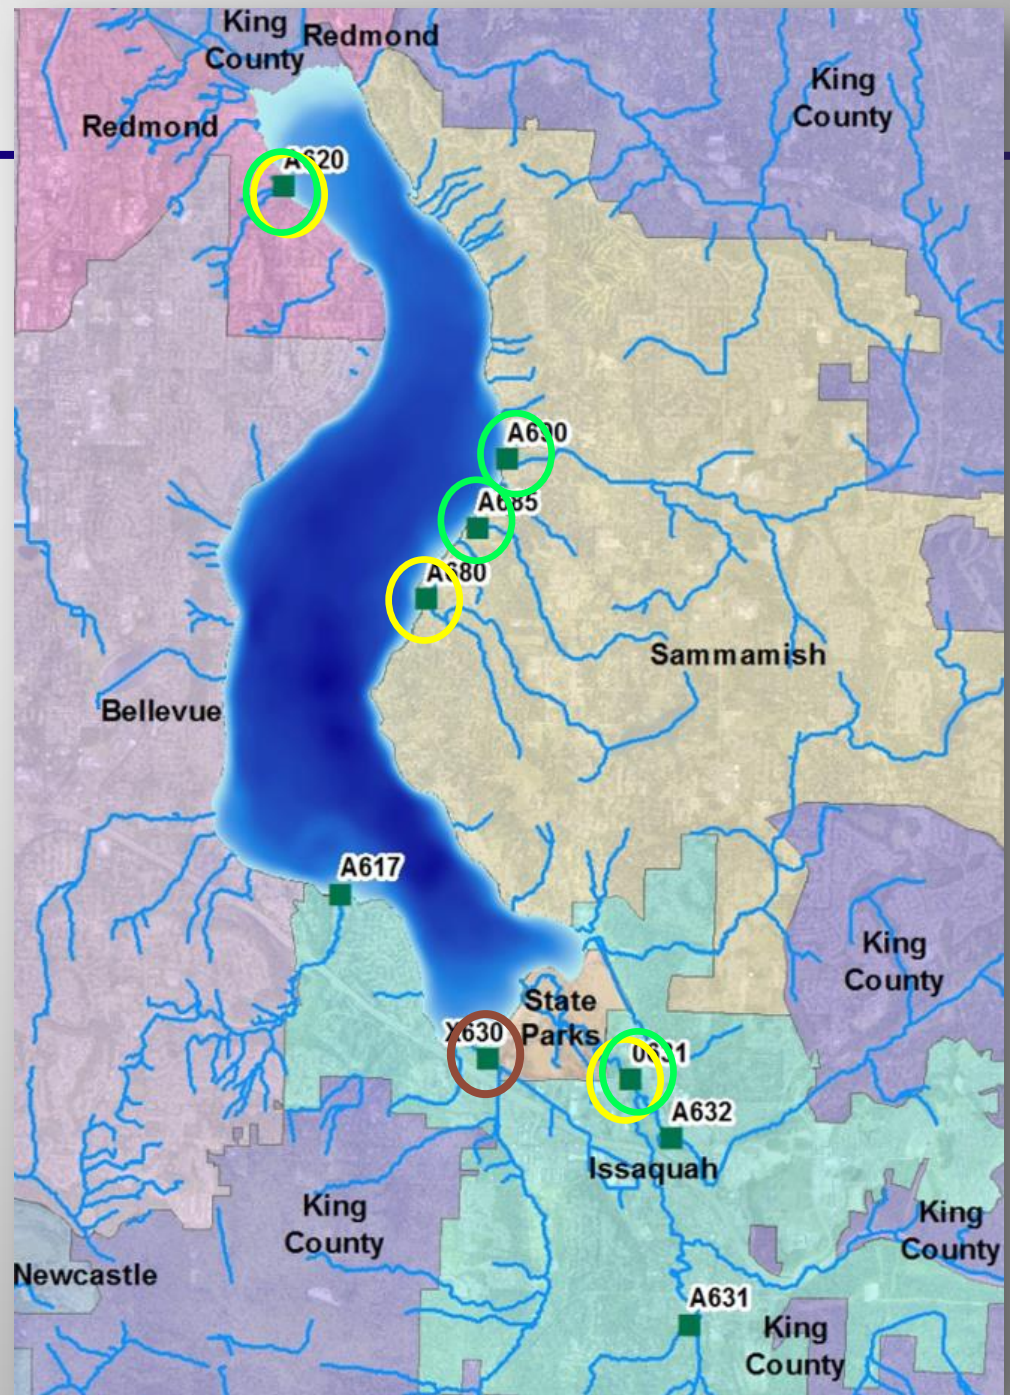 King
County
Redmond
King
County
Redmond
A620
A690
A685
A680
Sammamish
Bellevue
A617
King
County
State
Parks
X630
0631
A632
Issaquah
King
County
King
County
Newcastle
A631
King
County